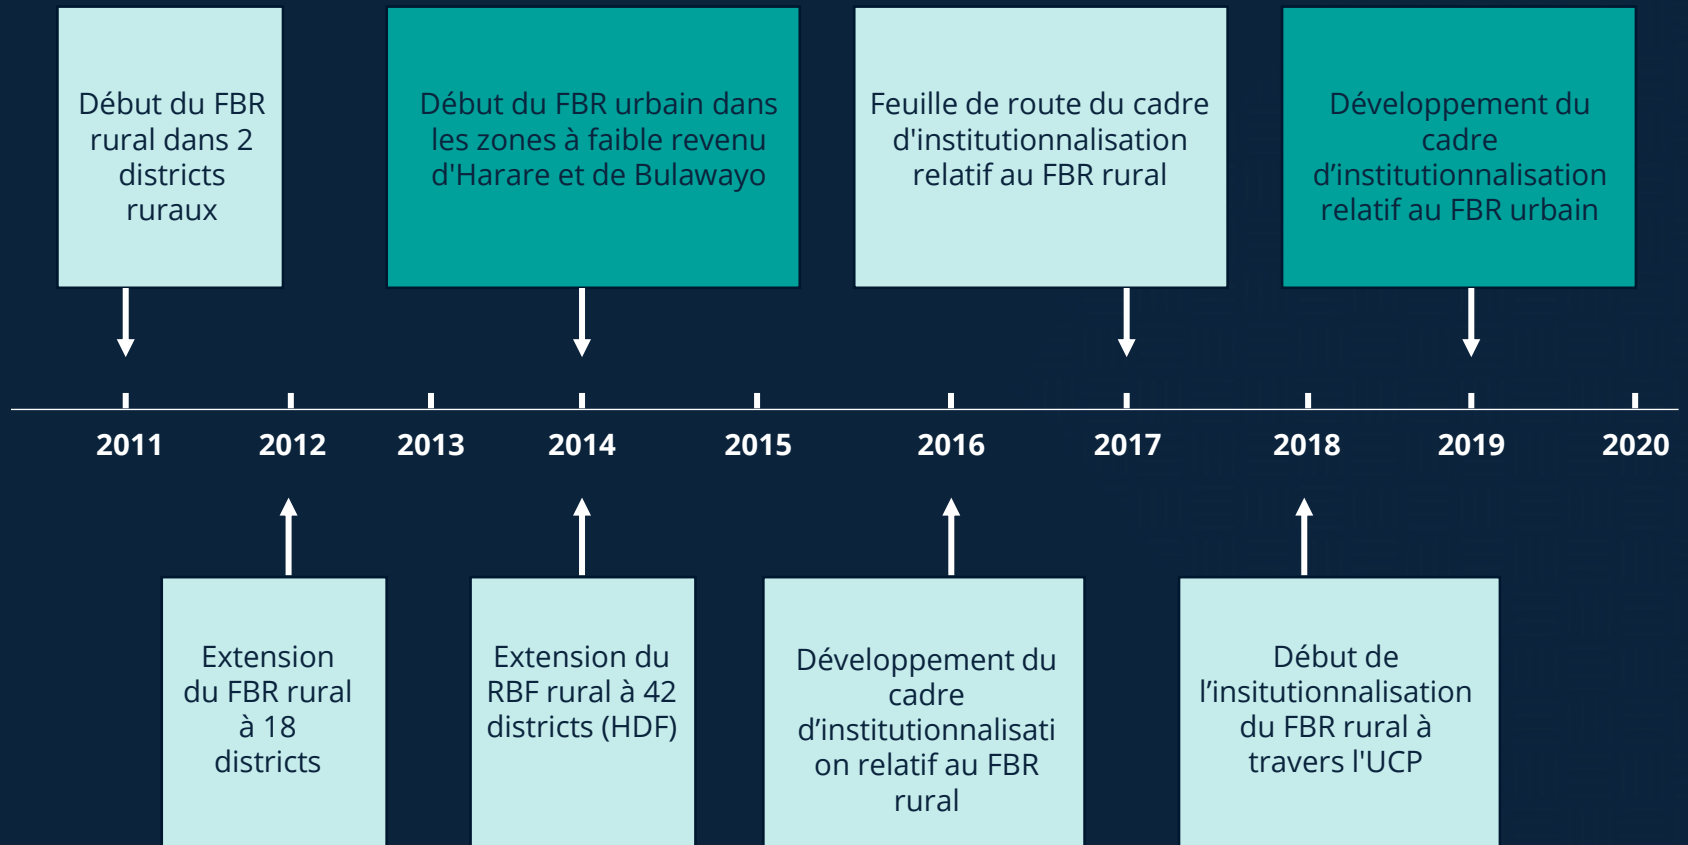 Début du FBR
rural dans 2
districts
ruraux
Début du FBR urbain dans
les zones à faible revenu
d'Harare et de Bulawayo
Feuille de route du cadre
d'institutionnalisation
relatif au FBR rural
Développement du
cadre
d’institutionnalisation
relatif au FBR urbain
2011 2012 2013 2014 2015 2016 2017 2018 2019 2020
Extension
du FBR rural
à 18
districts
Extension du
RBF rural à 42
districts (HDF)
Développement du
cadre
d’institutionnalisati
on relatif au FBR
rural
Début de
l’insitutionnalisation
du FBR rural à
travers l'UCP